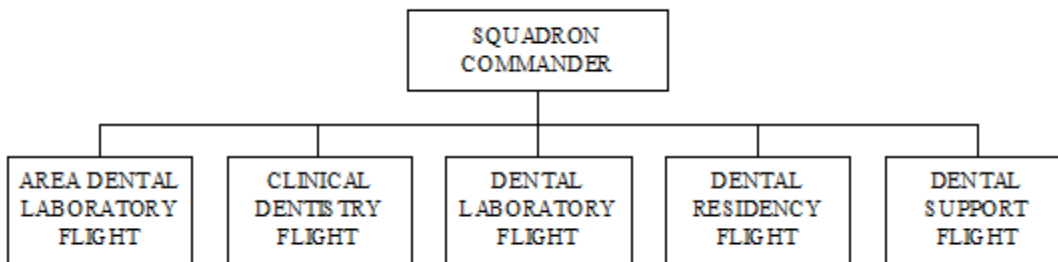 SQUADRON
COMMANDER
AREA DENTAL
LABORATORY
FLIGHT
CLINICAL
DENTISTRY
FLIGHT
DENTAL
LABORATORY
FLIGHT
DENTAL
RESIDENCY
FLIGHT
DENTAL
SUPPORT
FLIGHT